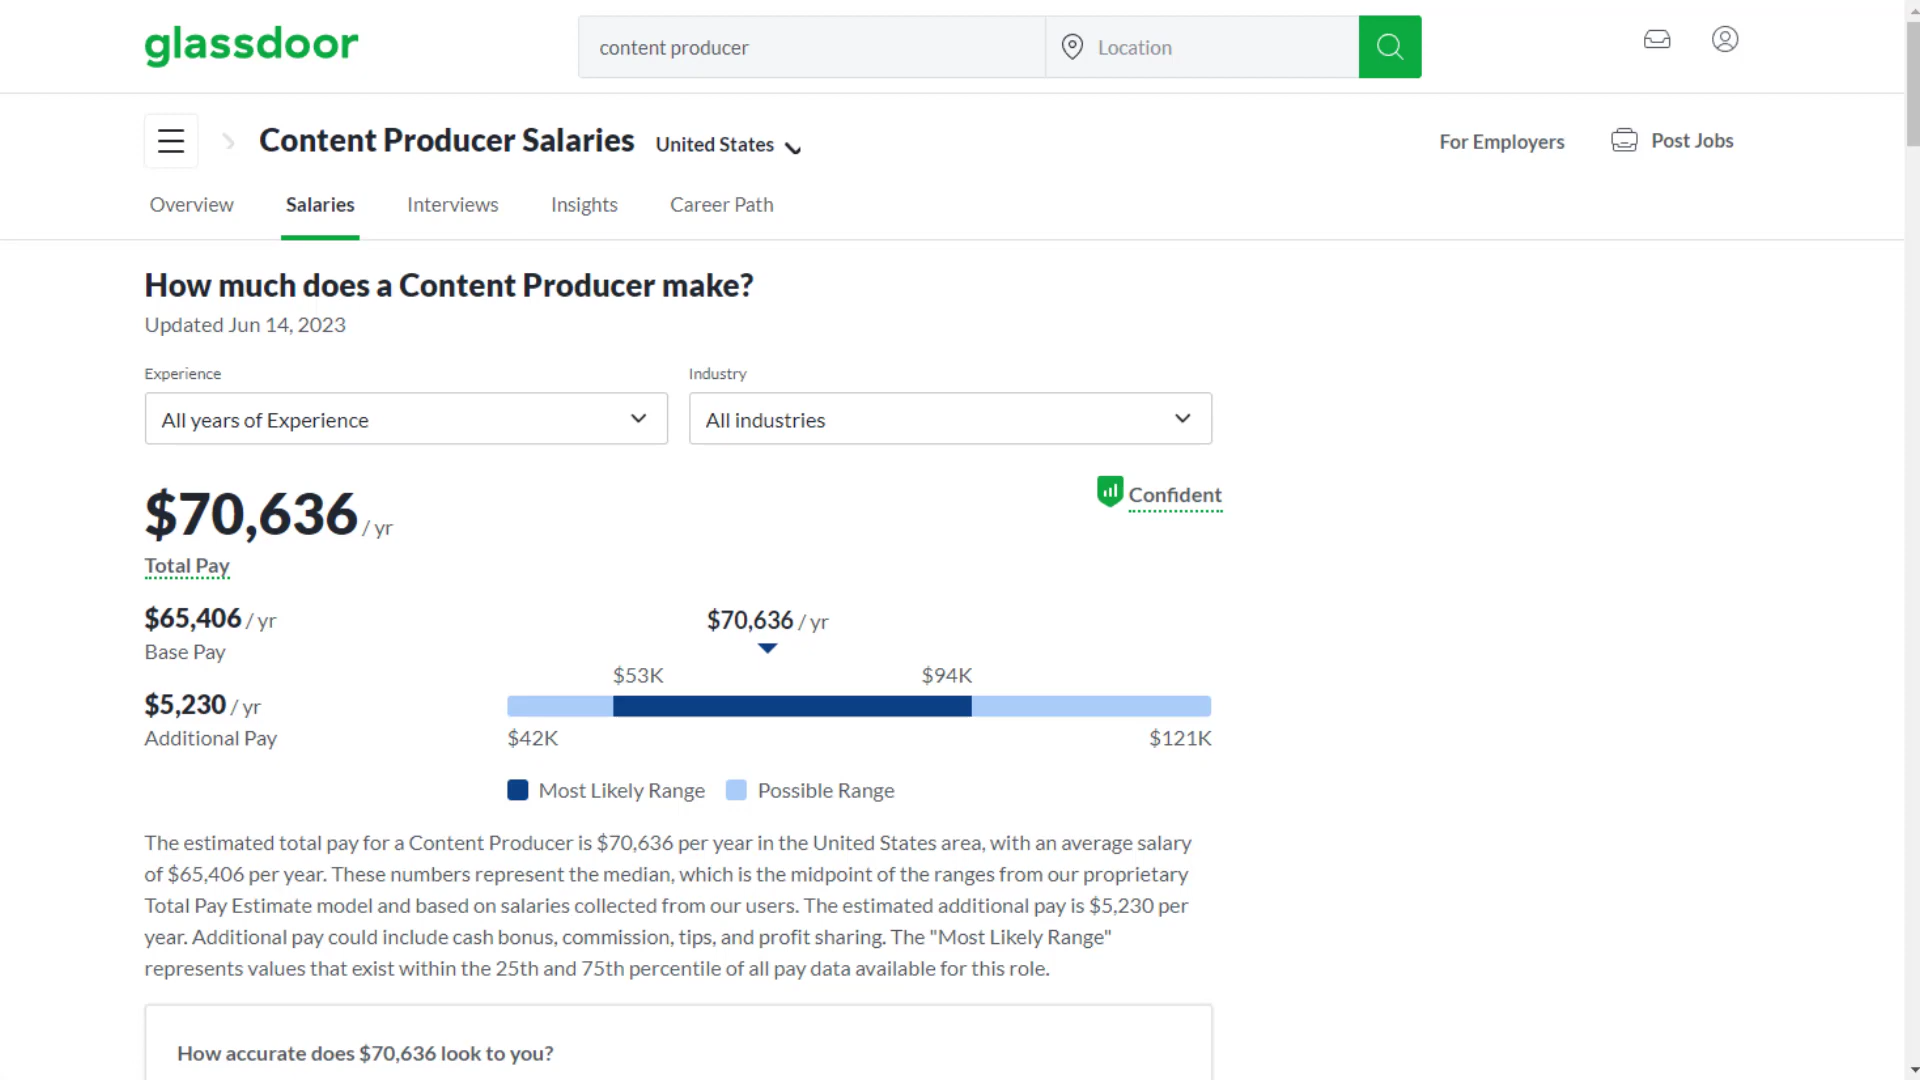 glassdoor
content producer
Location
Content Producer Salaries
United States
For Employers
Post Jobs
Overview
Salaries
Interviews
Insights
Career Path
How much does a Content Producer make?
Updated Jun 14, 2023
Experience
Industry
All years of Experience
All industries
$70,636 / yr
Confident
Total Pay
$65,406 / yr
Base Pay
$5,230 / yr
Additional Pay
$70,636 / yr
$53K
$94K
$42K
$121K
Most Likely Range
Possible Range
The estimated total pay for a Content Producer is $70,636 per year in the United States area, with an average salary
of $65,406 per year. These numbers represent the median, which is the midpoint of the ranges from our proprietary
Total Pay Estimate model and based on salaries collected from our users. The estimated additional pay is $5,230 per
year. Additional pay could include cash bonus, commission, tips, and profit sharing. The "Most Likely Range"
represents values that exist within the 25th and 75th percentile of all pay data available for this role.
How accurate does $70,636 look to you?